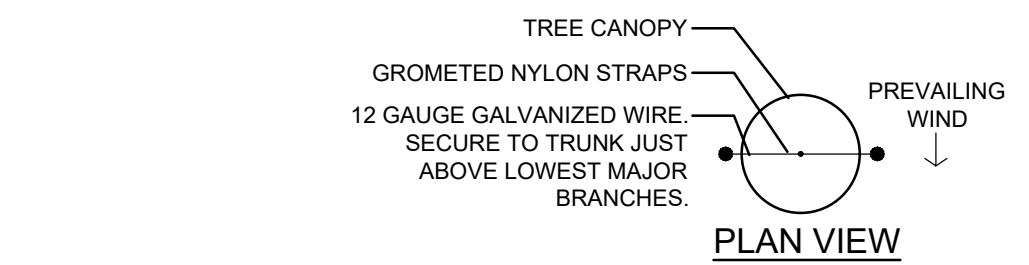 TREE CANOPY
GROMETED NYLON STRAPS
12 GAUGE GALVANIZED WIRE.
SECURE TO TRUNK JUST
ABOVE LOWEST MAJOR
BRANCHES.
PREVAILING
WIND
PLAN VIEW